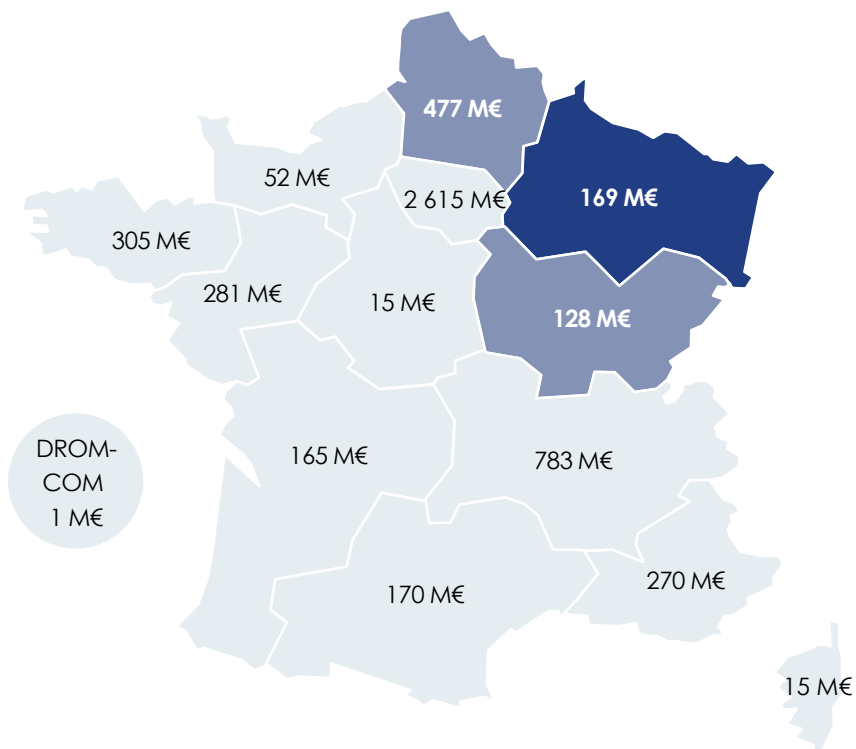 477 M€
52 M€
2 615 M€
169 M€
305 M€
281 M€
15 M€
128 M€
DROM-
COM
1 M€
165 M€
783 M€
170 M€
270 M€
15 M€